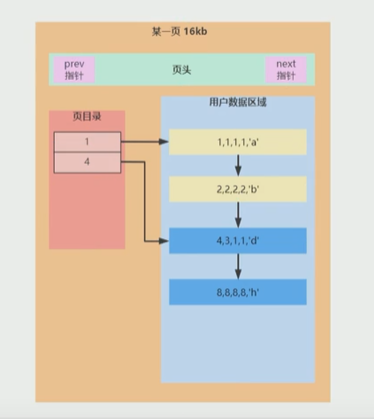 某一页 16kb
prev
指针
页头
next
指针
用户数据区域
页目录
1
4
1,1,1,1,'a'
2,2,2,2,'b'
4,3,1,1,'d'
8,8,8,8,'h'